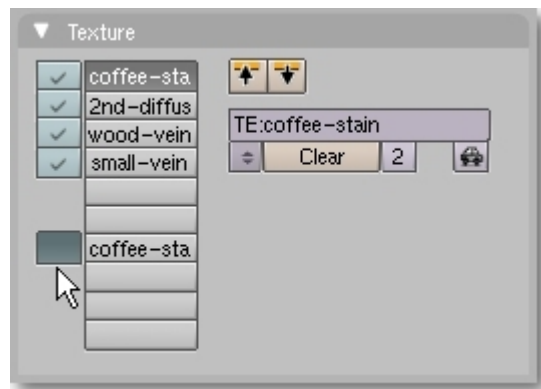 Texture
coffee-sta
2nd-diffus
wood-vein
small-vein
coffee-sta
TE:coffee-stain
Clear 2